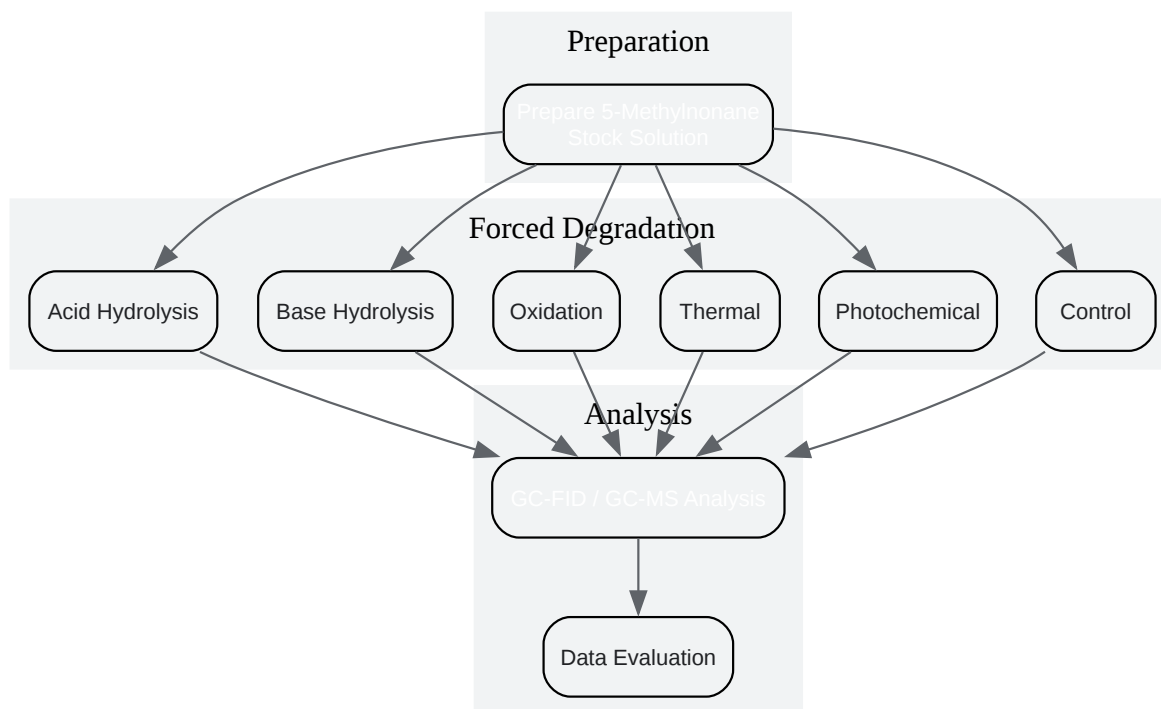 Preparation
Prepare 5-Methylnonane
Stock Solution
Forced Degradation
Acid Hydrolysis
Base Hydrolysis
Oxidation
Thermal
Photochemical
Control
Analysis
GC-FID / GC-MS Analysis
Data Evaluation